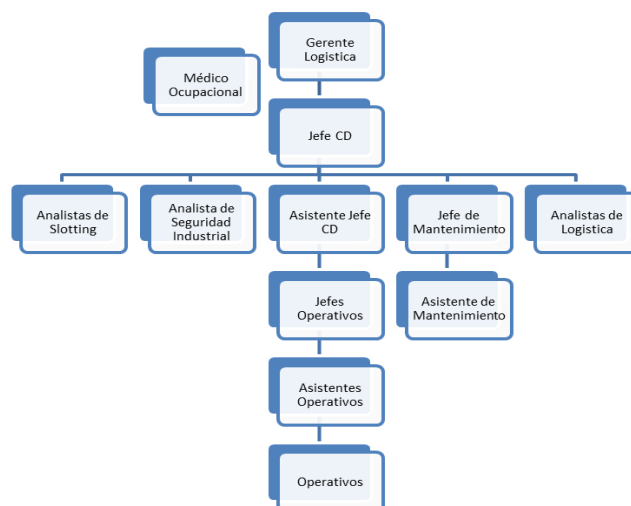 Gerente
Logistica
Médico
Ocupacional
Jefe CD
Analistas de
Slotting
Analista de
Seguridad
Industrial
Asistente Jefe
CD
Jefe de
Mantenimiento
Analistas de
Logistica
Jefes
Operativos
Asistente de
Mantenimiento
Asistentes
Operativos
Operativos